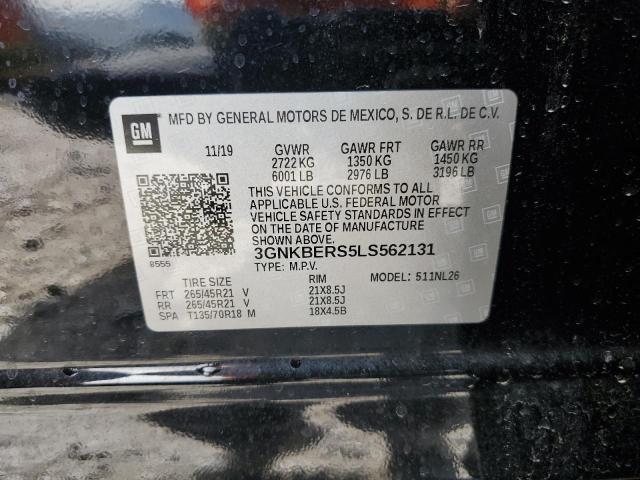 GM
MFD BY GENERAL MOTORS DE MEXICO, S. DE R.L. DE C.V.
11/19 GVWR GAWR FRT GAWR RR
2722 KG 1350 KG 1450 KG
6001 LB 2976 LB 3196 LB
THIS VEHICLE CONFORMS TO ALL
APPLICABLE U.S. FEDERAL MOTOR
VEHICLE SAFETY STANDARDS IN EFFECT
ON THE DATE OF MANUFACTURE
SHOWN ABOVE.
8555 3GNKBERS5LS562131
TYPE: M.P.V.
TIRE SIZE RIM MODEL: 511NL26
FRT 265/45R21 V 21X8.5J
RR 265/45R21 V 21X8.5J
SPA T135/70R18 M 18X4.5B